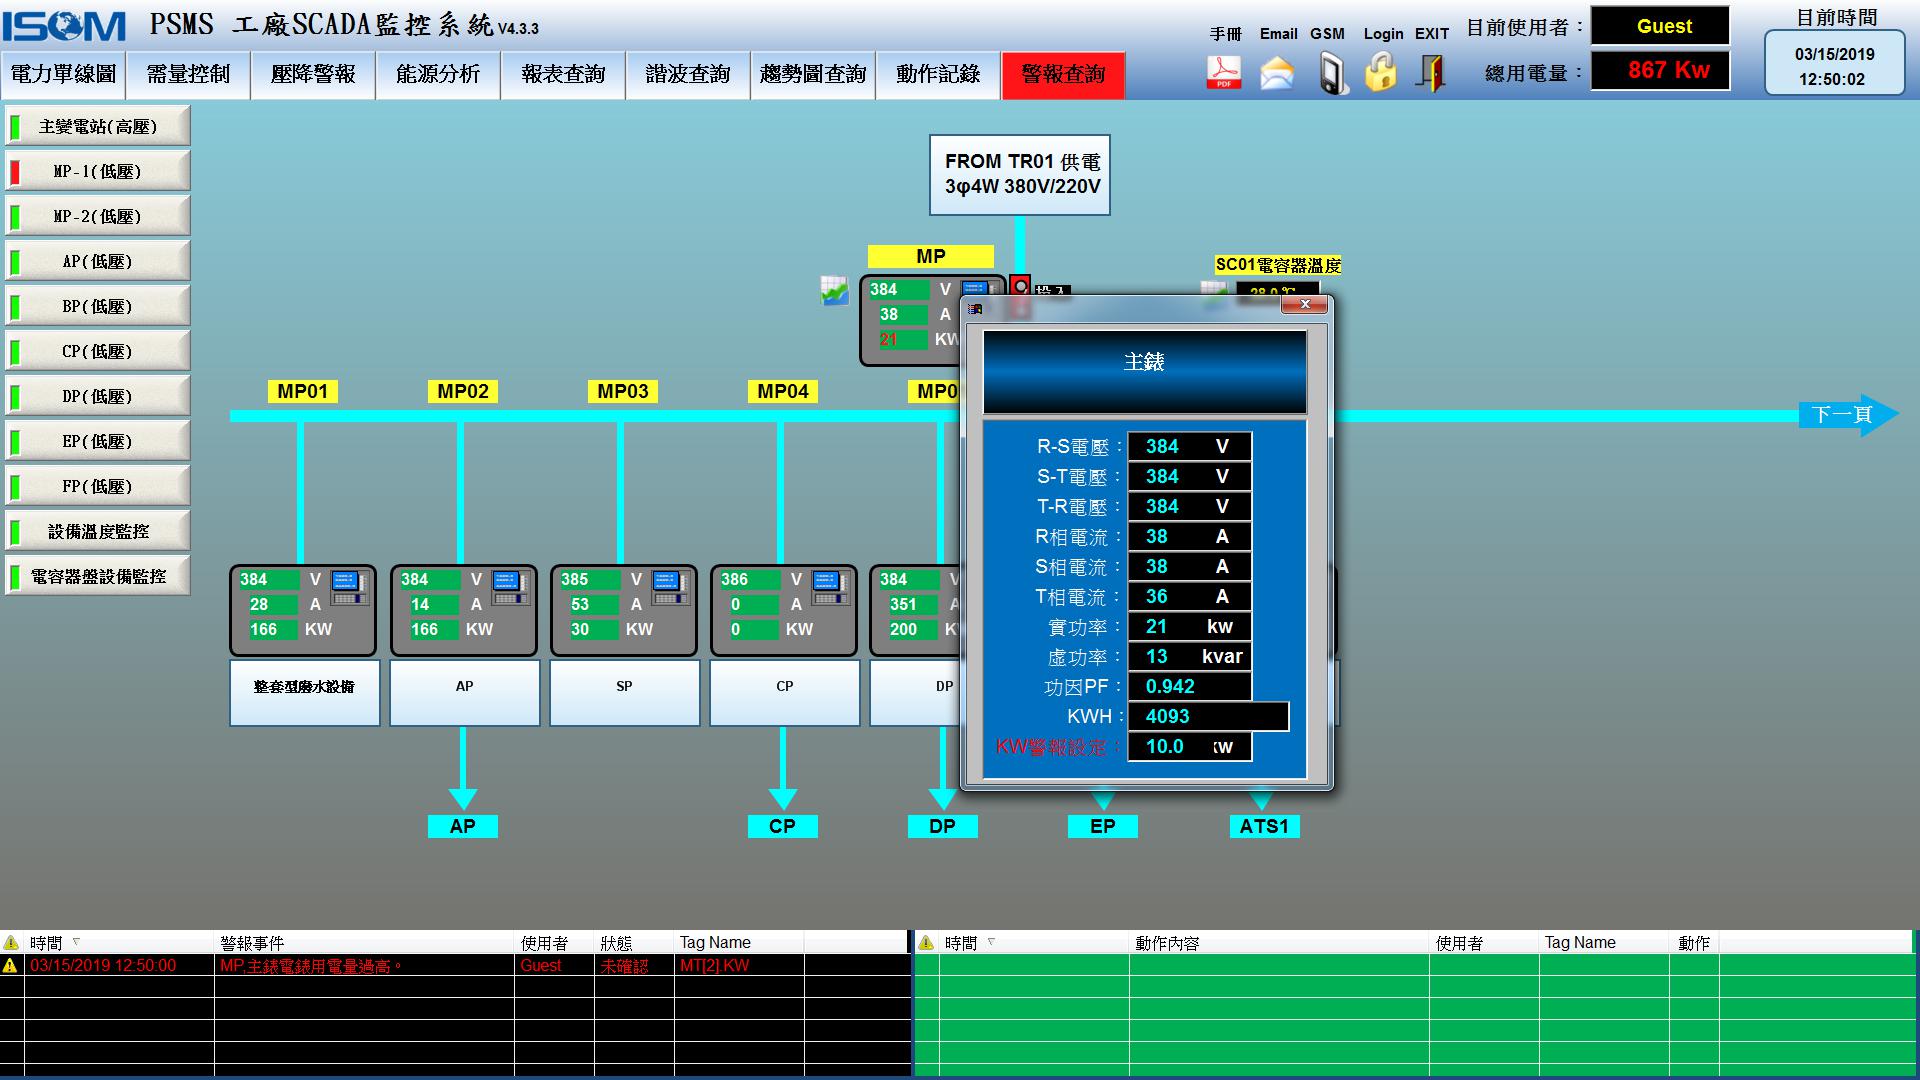 ISOM PSMS 工廠SCADA監控系統 V4.3.3
手冊 Email GSM Login EXIT
目前使用者： Guest
總用電量： 867 Kw
目前時間
03/15/2019
12:50:02
電力單線圖 需量控制 壓降警報 能源分析 報表查詢 諧波查詢 趨勢圖查詢 動作記錄 警報查詢
PDF
主變電站(高壓)
MP-1(低壓)
MP-2(低壓)
AP(低壓)
BP(低壓)
CP(低壓)
DP(低壓)
EP(低壓)
FP(低壓)
設備溫度監控
電容器盤設備監控
FROM TR01 供電
3φ4W 380V/220V
MP
384 V
38 A
21 KW
投入
SC01電容器溫度
28.0 ℃
MP01 MP02 MP03 MP04
下一頁
384 V
28 A
166 KW
整套型廢水設備
384 V
14 A
166 KW
AP
385 V
53 A
30 KW
SP
386 V
0 A
0 KW
CP
384 V
351 A
200
DP
AP CP DP EP ATS1
主錶
R-S電壓： 384 V
S-T電壓： 384 V
T-R電壓： 384 V
R相電流： 38 A
S相電流： 38 A
T相電流： 36 A
實功率： 21 kw
虛功率： 13 kvar
功因PF： 0.942
KWH： 4093
KW警報設定： 10.0 kw
時間 警報事件 使用者 狀態 Tag Name
03/15/2019 12:50:00 MP,主錶電錶用電量過高。 Guest 未確認 MT[2].KW
時間 動作內容 使用者 Tag Name 動作